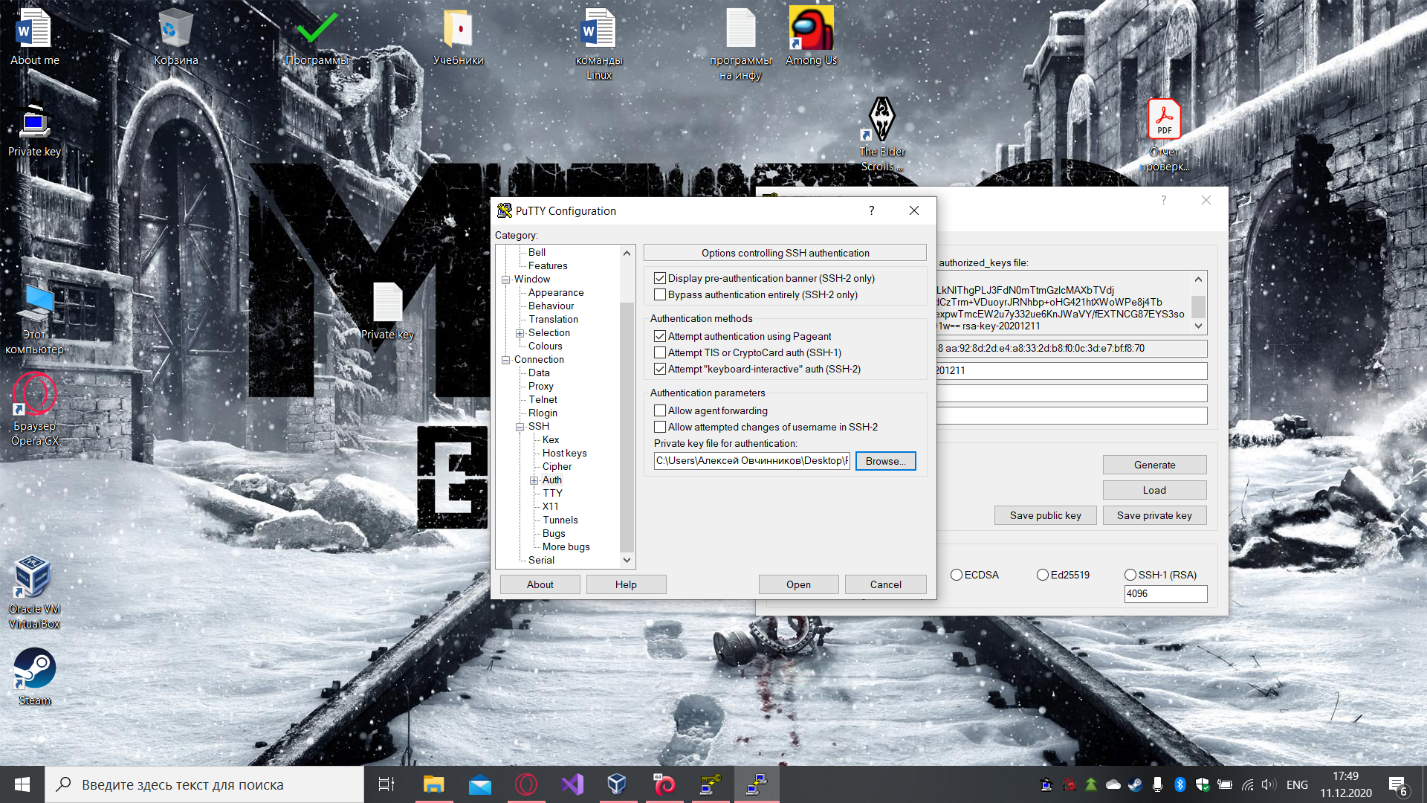 About me
Корзина
Программы
Учебники
команды
Linux
программы
на инфу
Among Us
Private key
The Elder
Scrolls ...
PDF
Отчет
проверк...
Private key
Этот
компьютер
Браузер
Opera GX
Oracle VM
VirtualBox
Steam
PuTTY Configuration
?
Category:
Bell
Features
Window
Appearance
Behaviour
Translation
Selection
Colours
Connection
Data
Proxy
Telnet
Rlogin
SSH
Kex
Host keys
Cipher
Auth
TTY
X11
Tunnels
Bugs
More bugs
Serial
Options controlling SSH authentication
Display pre-authentication banner (SSH-2 only)
Bypass authentication entirely (SSH-2 only)
Authentication methods
Attempt authentication using Pageant
Attempt TIS or CryptoCard auth (SSH-1)
Attempt "keyboard-interactive" auth (SSH-2)
Authentication parameters
Allow agent forwarding
Allow attempted changes of username in SSH-2
Private key file for authentication:
C:\Users\Алексей Овчинников\Desktop\F
Browse...
About
Help
Open
Cancel
?
authorized_keys file:
LkNIThgPLJ3FdN0mTtmGzlcMAXbTVdj
dCzTrm+VDuoyrJRNhbp+oHG421htXWoWPe8j4Tb
expwTmcEW2u7y332ue6KnJWaVY/fEXTNCG87EYS3so
1w== rsa-key-20201211
8 aa:92:8d:2d:e4:a8:33:2d:b8:f0:0c:3d:e7:bf:f8:70
201211
Generate
Load
Save public key
Save private key
ECDSA
Ed25519
SSH-1 (RSA)
4096
Введите здесь текст для поиска
ENG
17:49
11.12.2020
6